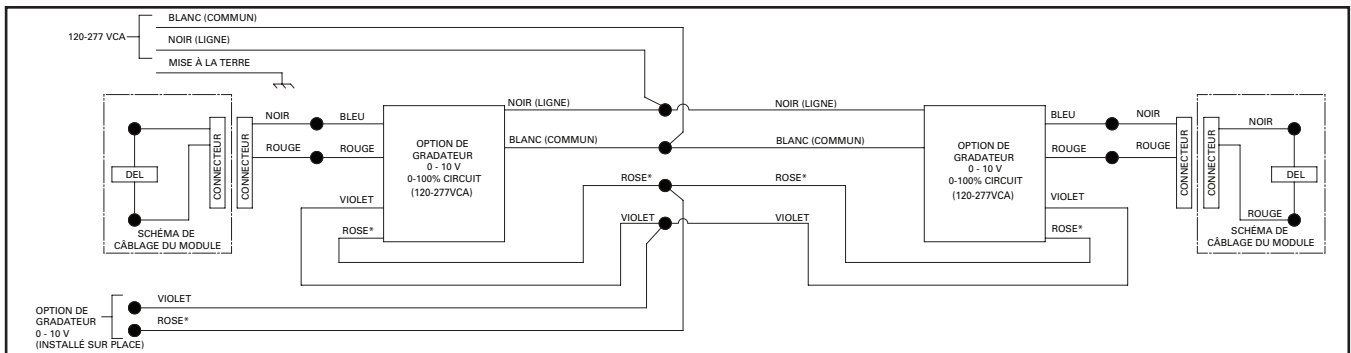 BLANC (COMMUN)
120-277 VCA
NOIR (LIGNE)
MISE À LA TERRE
NOIR
BLEU
ROUGE
ROUGE
CONNECTEUR
CONNECTEUR
DEL
SCHÉMA DE
CÂBLAGE DU MODULE
OPTION DE
GRADATEUR
0 - 10 V
0-100% CIRCUIT
(120-277VCA)
NOIR (LIGNE)
NOIR (LIGNE)
BLANC (COMMUN)
BLANC (COMMUN)
ROSE*
ROSE*
VIOLET
ROSE*
VIOLET
VIOLET
OPTION DE
GRADATEUR
0 - 10 V
0-100% CIRCUIT
(120-277VCA)
BLEU
NOIR
ROUGE
ROUGE
VIOLET
ROSE*
CONNECTEUR
CONNECTEUR
NOIR
DEL
ROUGE
SCHÉMA DE
CÂBLAGE DU MODULE
OPTION DE
GRADATEUR
0 - 10 V
(INSTALLÉ SUR PLACE)
VIOLET
ROSE*